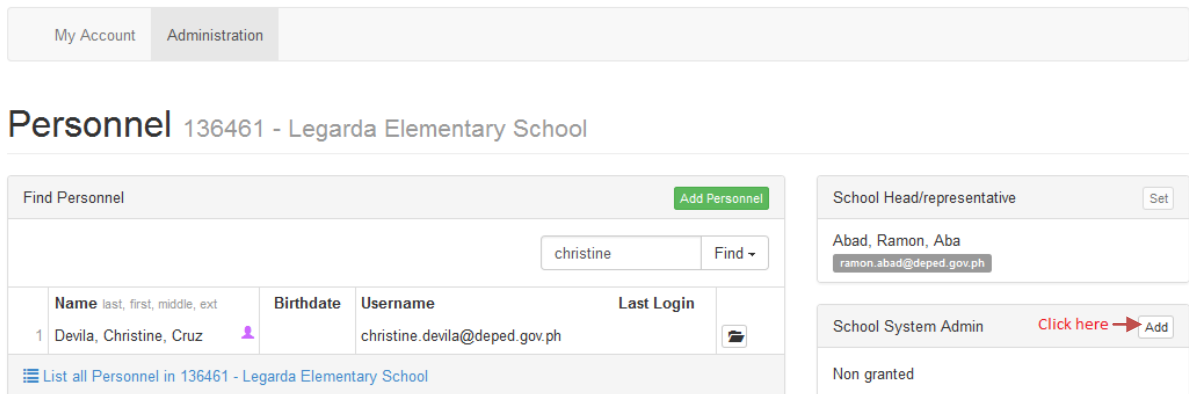 My Account Administration
Personnel 136461 - Legarda Elementary School
Find Personnel Add Personnel
christine Find
Name last, first, middle, ext Birthdate Username Last Login
1 Devila, Christine, Cruz christine.devila@deped.gov.ph
List all Personnel in 136461 - Legarda Elementary School
School Head/representative Set
Abad, Ramon, Aba
ramon.abad@deped.gov.ph
School System Admin Click here Add
Non granted